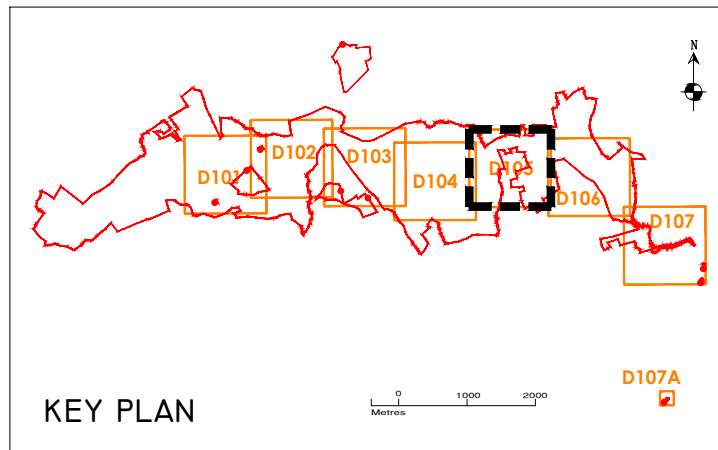 N
D101
D102
D103
D104
D105
D106
D107
D107A
KEY PLAN
0 1000 2000
Metres